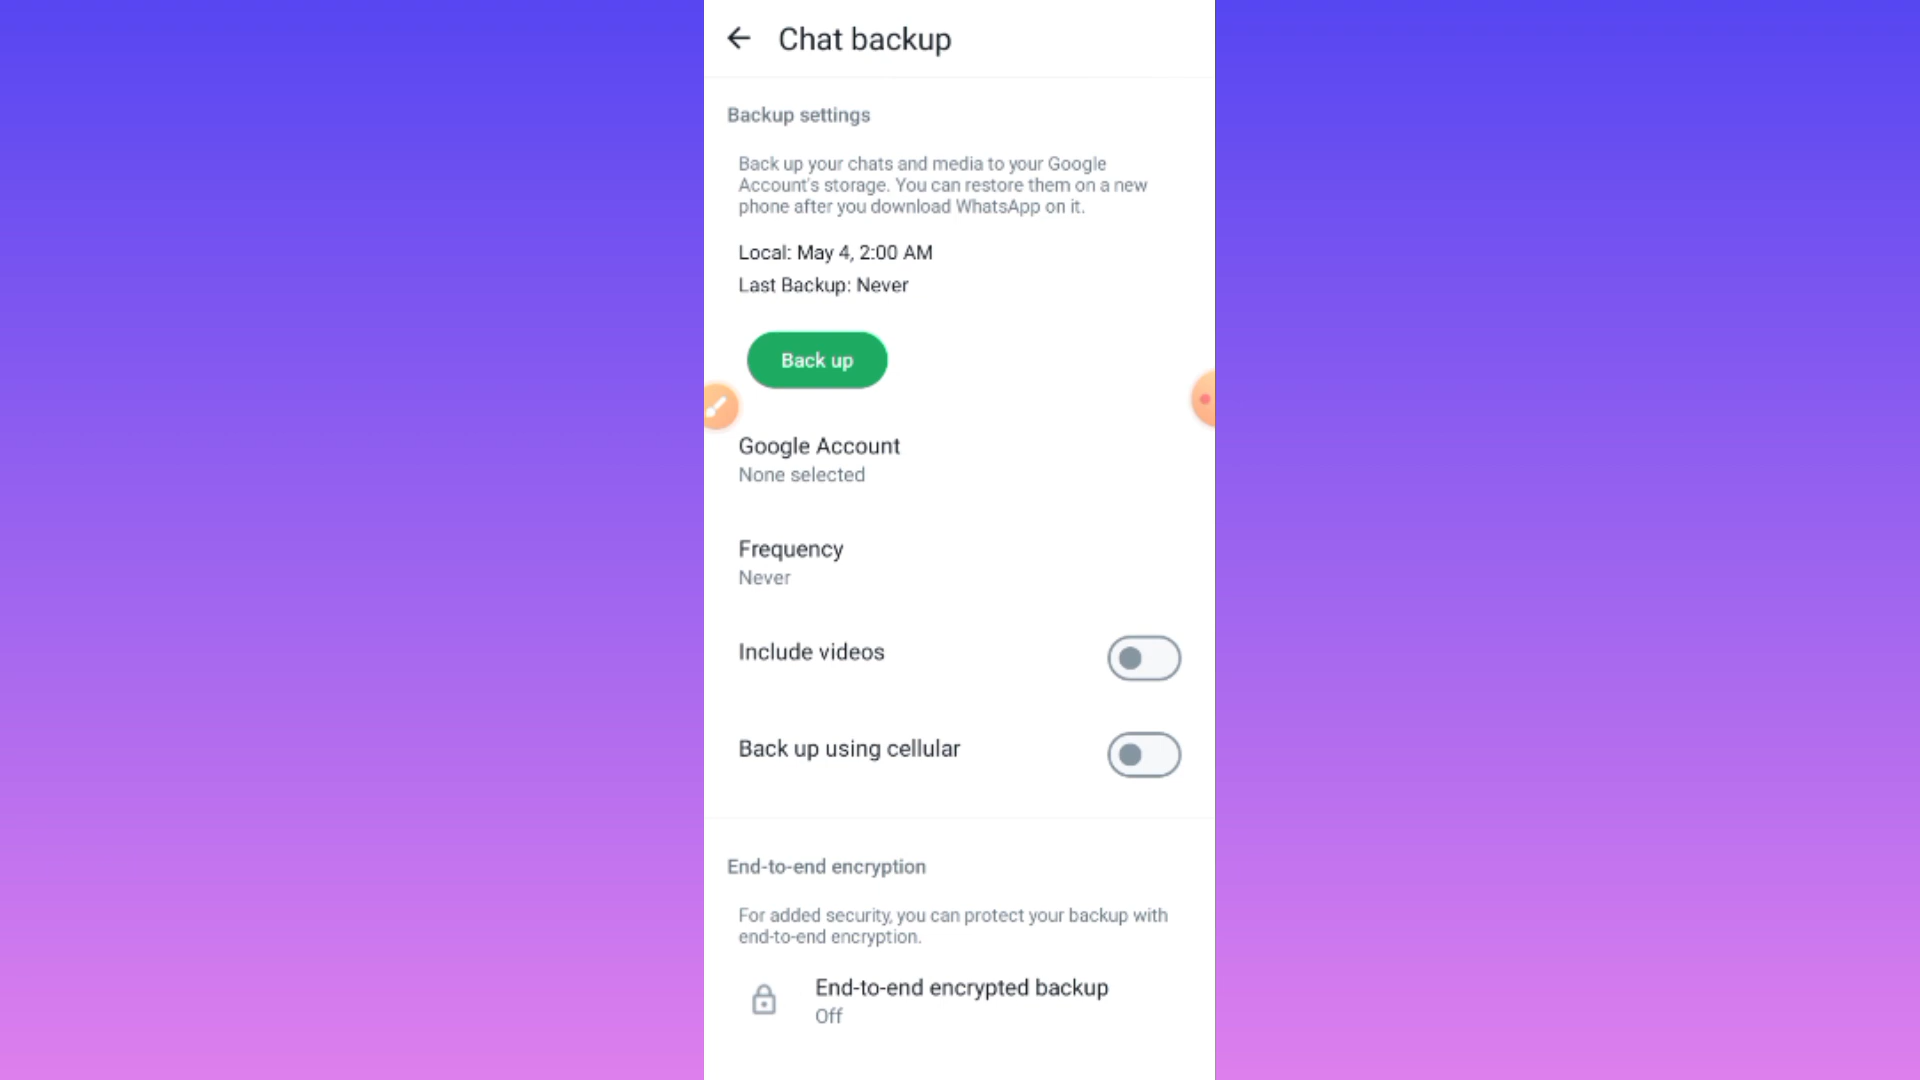 Chat backup
Backup settings
Back up your chats and media to your Google
Account's storage. You can restore them on a new
phone after you download WhatsApp on it.
Local: May 4, 2:00 AM
Last Backup: Never
Back up
Google Account
None selected
Frequency
Never
Include videos
Back up using cellular
End-to-end encryption
For added security, you can protect your backup with
end-to-end encryption.
End-to-end encrypted backup
Off